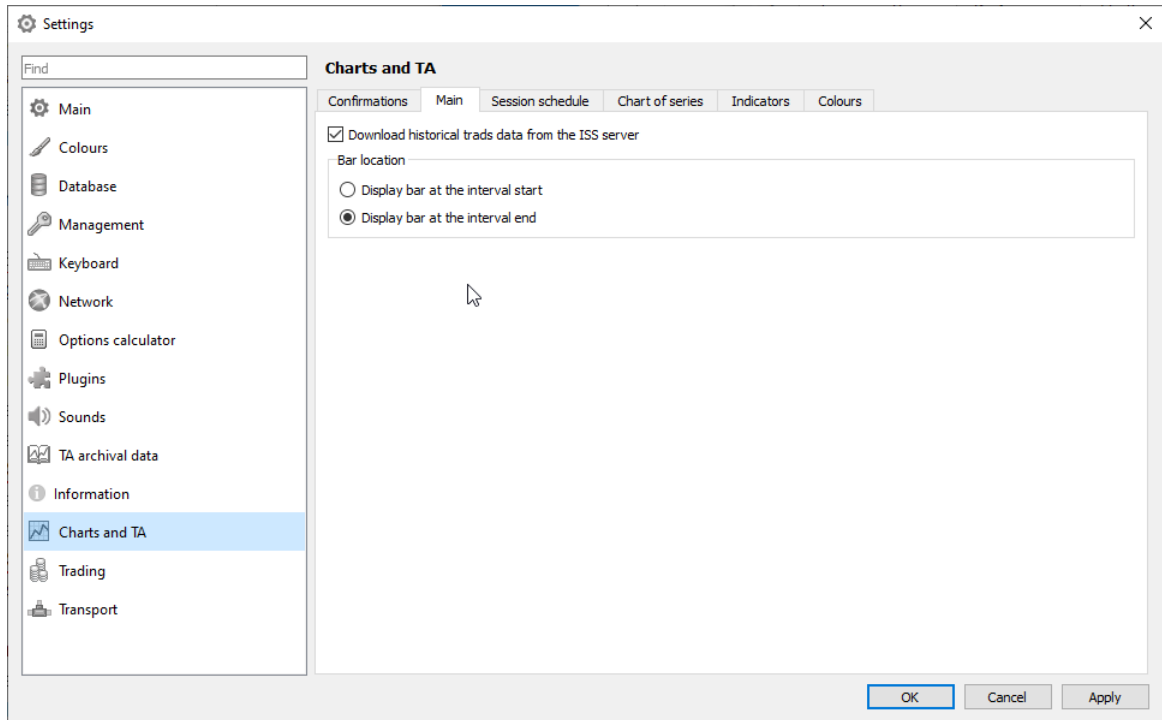 Settings
Find
Main
Colours
Database
Management
Keyboard
Network
Options calculator
Plugins
Sounds
TA archival data
Information
Charts and TA
Trading
Transport
Charts and TA
Confirmations Main Session schedule Chart of series Indicators Colours
Download historical trads data from the ISS server
Bar location
Display bar at the interval start
Display bar at the interval end
OK Cancel Apply